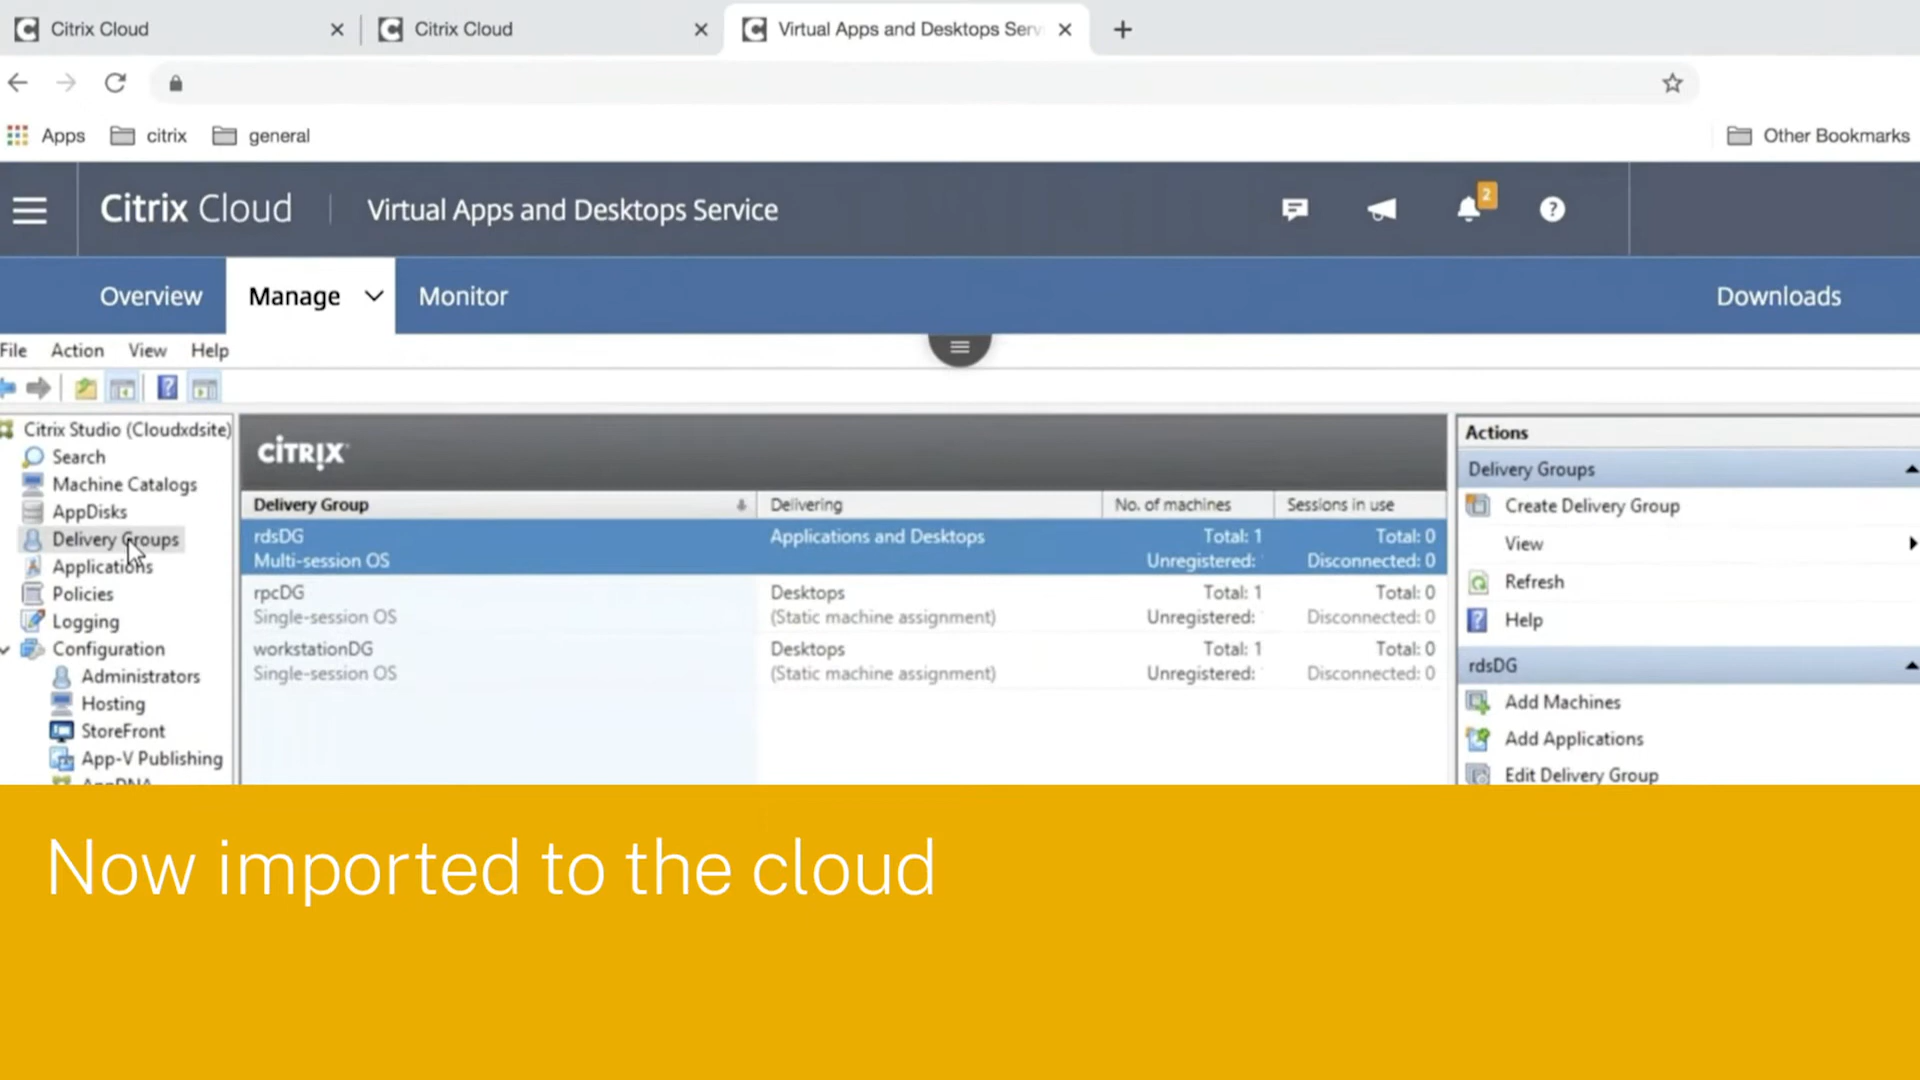 Citrix Cloud
Citrix Cloud
Virtual Apps and Desktops Serv
Apps
citrix
general
Other Bookmarks
Citrix Cloud
Virtual Apps and Desktops Service
2
Overview
Manage
Monitor
Downloads
File Action View Help
Citrix Studio (Cloudxdsite)
Search
Machine Catalogs
AppDisks
Delivery Groups
Applications
Policies
Logging
Configuration
Administrators
Hosting
StoreFront
App-V Publishing
AppDNA
CITRIX
Delivery Group Delivering No. of machines Sessions in use
rdsDG Applications and Desktops Total: 1 Total: 0
Multi-session OS Unregistered: Disconnected: 0
rpcDG Desktops Total: 1 Total: 0
Single-session OS (Static machine assignment) Unregistered: Disconnected: 0
workstationDG Desktops Total: 1 Total: 0
Single-session OS (Static machine assignment) Unregistered: Disconnected: 0
Actions
Delivery Groups
Create Delivery Group
View
Refresh
Help
rdsDG
Add Machines
Add Applications
Edit Delivery Group
Now imported to the cloud